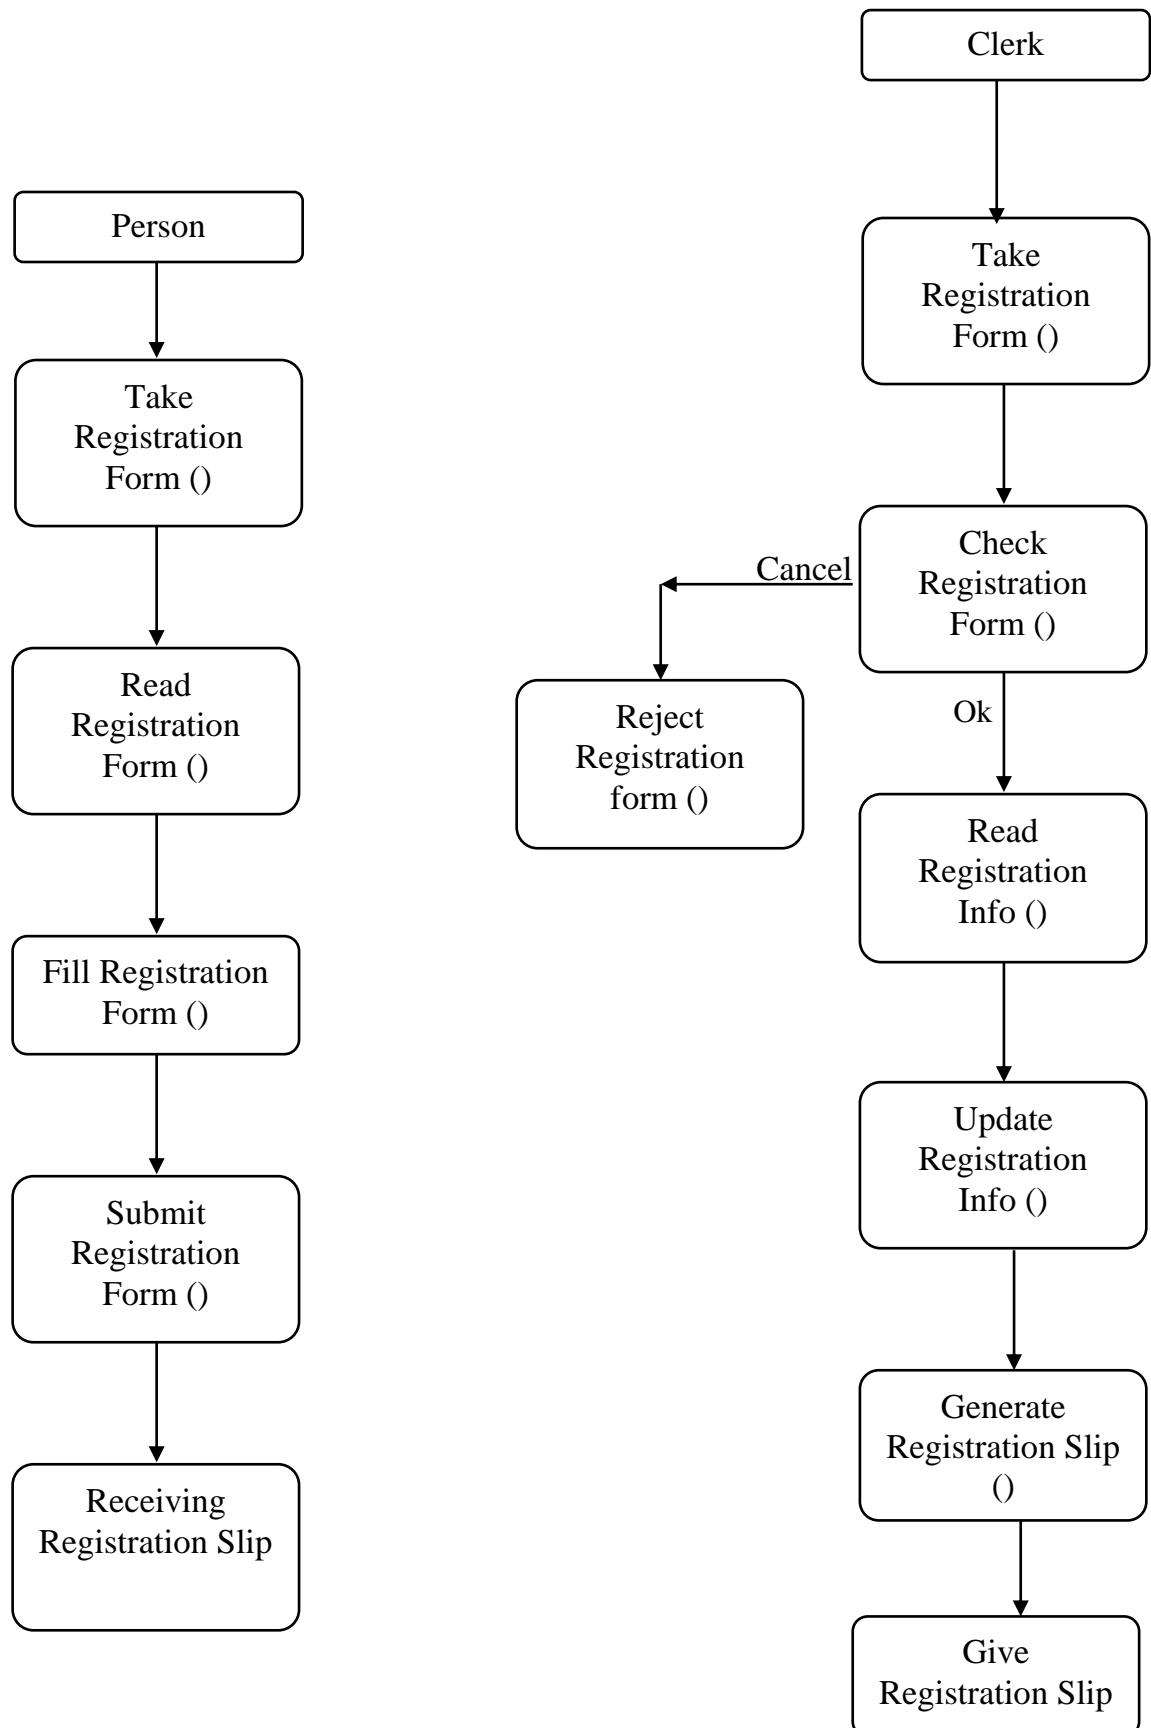 Person
Take
Registration
Form ()
Read
Registration
Form ()
Fill Registration
Form ()
Submit
Registration
Form ()
Receiving
Registration Slip
Clerk
Take
Registration
Form ()
Check
Registration
Form ()
Cancel
Reject
Registration
form ()
Ok
Read
Registration
Info ()
Update
Registration
Info ()
Generate
Registration Slip
()
Give
Registration Slip